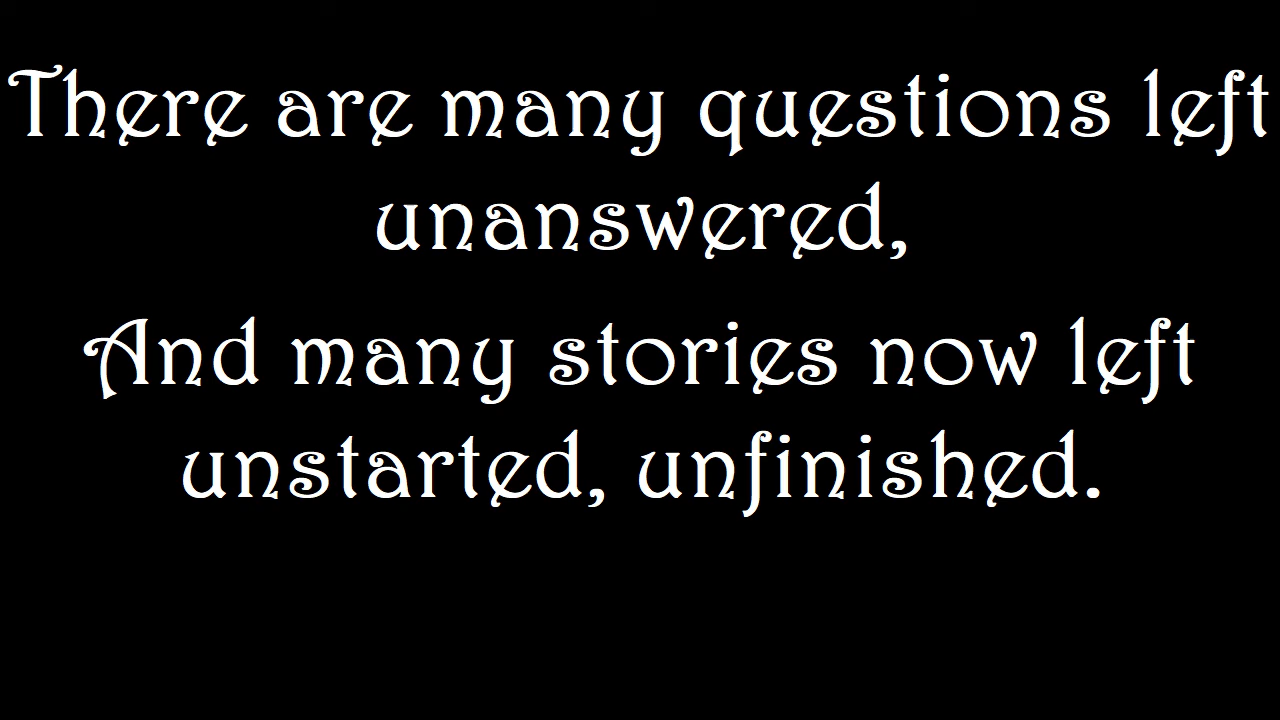 There are many questions left
unanswered,
And many stories now left
unstarted, unfinished.